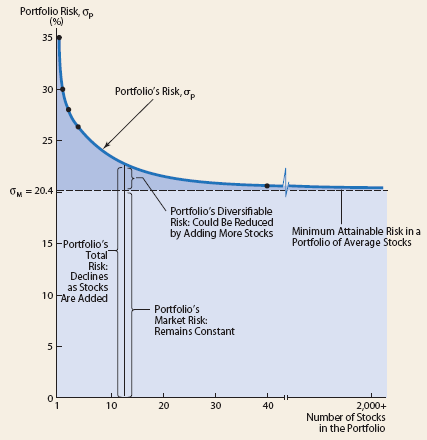 Portfolio Risk, σp
(%)
35
30
Portfolio's Risk, σp
25
σM = 20.4
Portfolio's Diversifiable
Risk: Could Be Reduced
by Adding More Stocks
Minimum Attainable Risk in a
Portfolio of Average Stocks
15
Portfolio's
Total
Risk:
Declines
as Stocks
Are Added
10
Portfolio's
Market Risk:
Remains Constant
5
0
1
10
20
30
40
2,000+
Number of Stocks
in the Portfolio